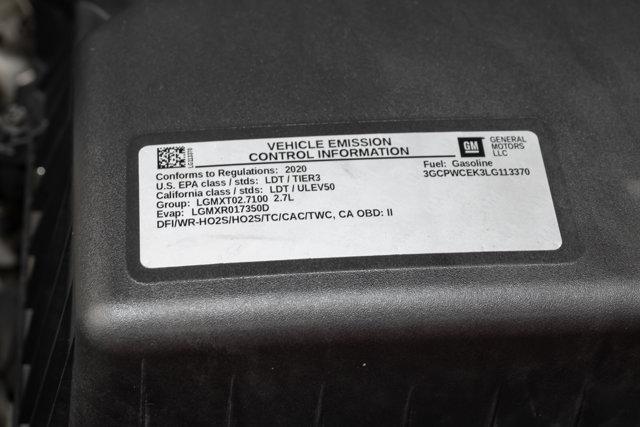 VEHICLE EMISSION
CONTROL INFORMATION
GM
GENERAL
MOTORS
LLC
Conforms to Regulations: 2020
Fuel: Gasoline
U.S. EPA class / stds: LDT / TIER3
3GCPWCEK3LG113370
California class / stds: LDT / ULEV50
Group: LGMXT02.7100 2.7L
Evap: LGMXR017350D
DFI/WR-HO2S/HO2S/TC/CAC/TWC, CA OBD: II